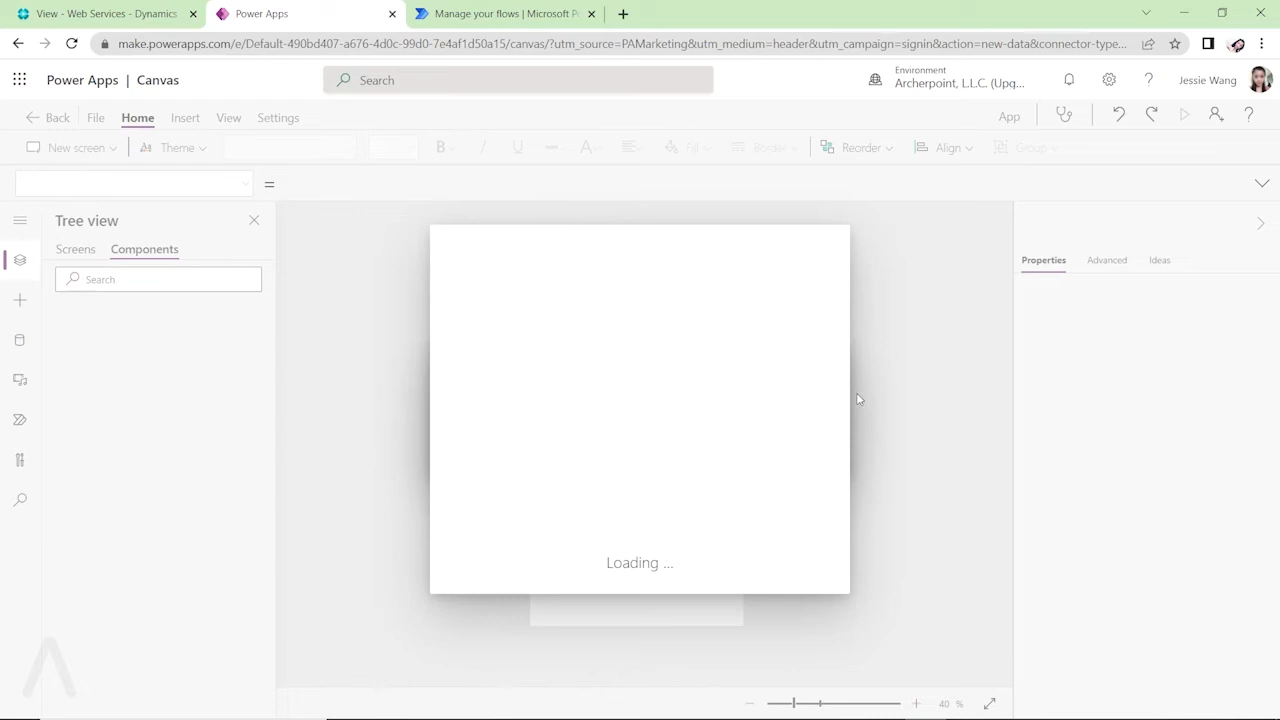 View - Web Services - Dynamics
Power Apps
Manage your flows | Microsoft Po
make.powerapps.com/e/Default-490bd407-a676-4d0c-99d0-7e4af1d50a15/canvas/?utm_source=PAMarketing&utm_medium=header&utm_campaign=signin&action=new-data&connector-type...
Power Apps | Canvas
Search
Environment
Archerpoint, L.L.C. (Upg...
Jessie Wang
Back File Home Insert View Settings
App
New screen
Theme
B
I
U
A
Fill
Border
Reorder
Align
Group
=
Tree view
Screens Components
Search
Properties Advanced Ideas
Loading ...
40 %